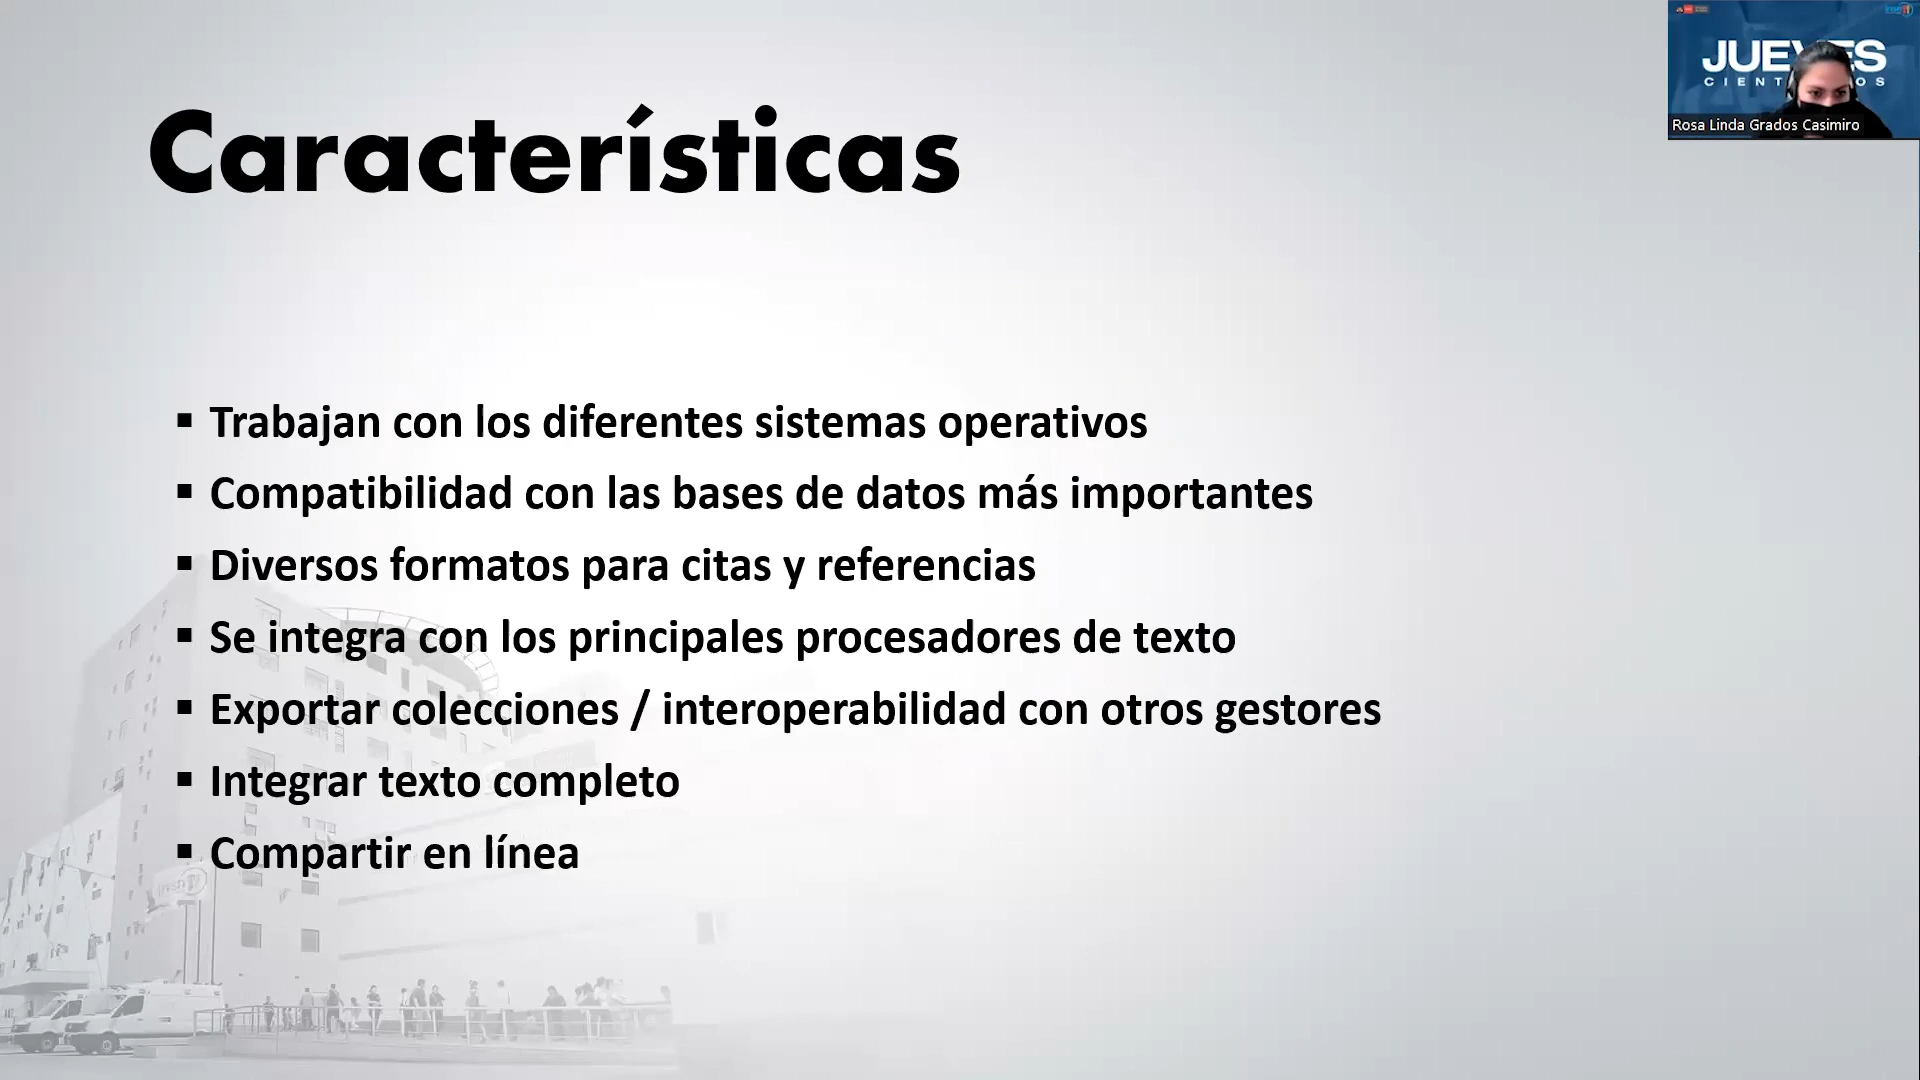 Características
JUEVES
Rosa Linda Grados Casimiro
▪ Trabajan con los diferentes sistemas operativos
▪ Compatibilidad con las bases de datos más importantes
▪ Diversos formatos para citas y referencias
▪ Se integra con los principales procesadores de texto
▪ Exportar colecciones / interoperabilidad con otros gestores
▪ Integrar texto completo
▪ Compartir en línea